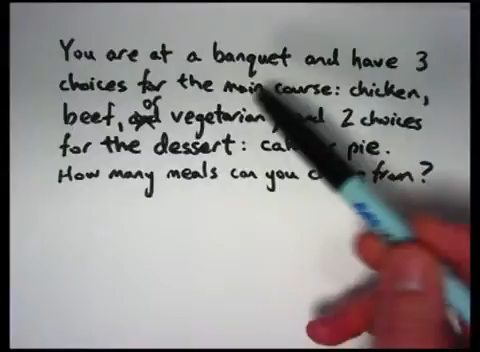 You are at a banquet and have 3
choices for the main course: chicken,
beef, or vegetarian, 2 choices
for the dessert: pie.
How many meals can you from?